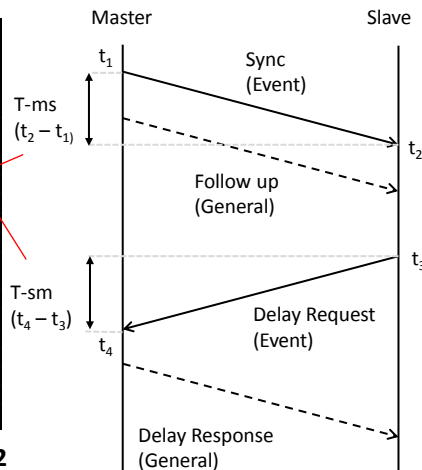 Master
Slave
t1
Sync
(Event)
T-ms
(t2 – t1)
t2
Follow up
(General)
t3
T-sm
(t4 – t3)
Delay Request
(Event)
t4
Delay Response
(General)
2